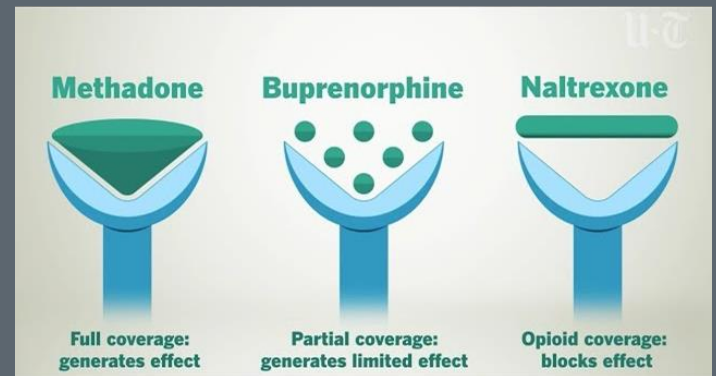 U-T
Methadone
Buprenorphine
Naltrexone
Full coverage:
generates effect
Partial coverage:
generates limited effect
Opioid coverage:
blocks effect